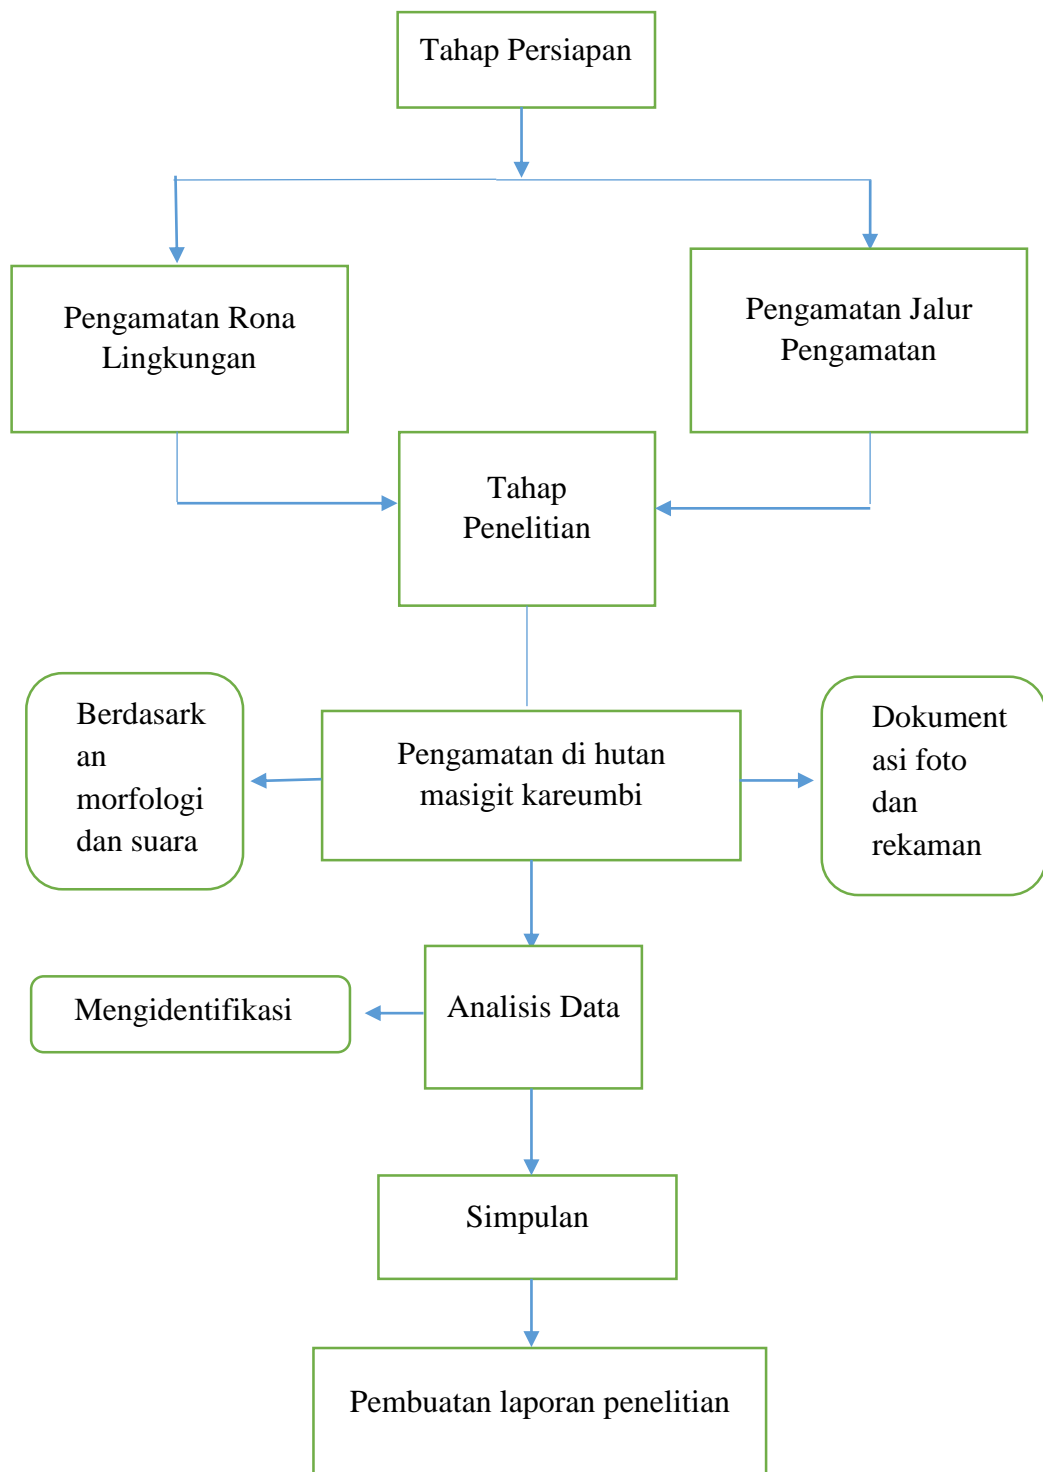 Tahap Persiapan
Pengamatan Rona
Lingkungan
Pengamatan Jalur
Pengamatan
Tahap
Penelitian
Berdasark
an
morfologi
dan suara
Pengamatan di hutan
masigit kareumbi
Dokument
asi foto
dan
rekaman
Mengidentifikasi
Analisis Data
Simpulan
Pembuatan laporan penelitian